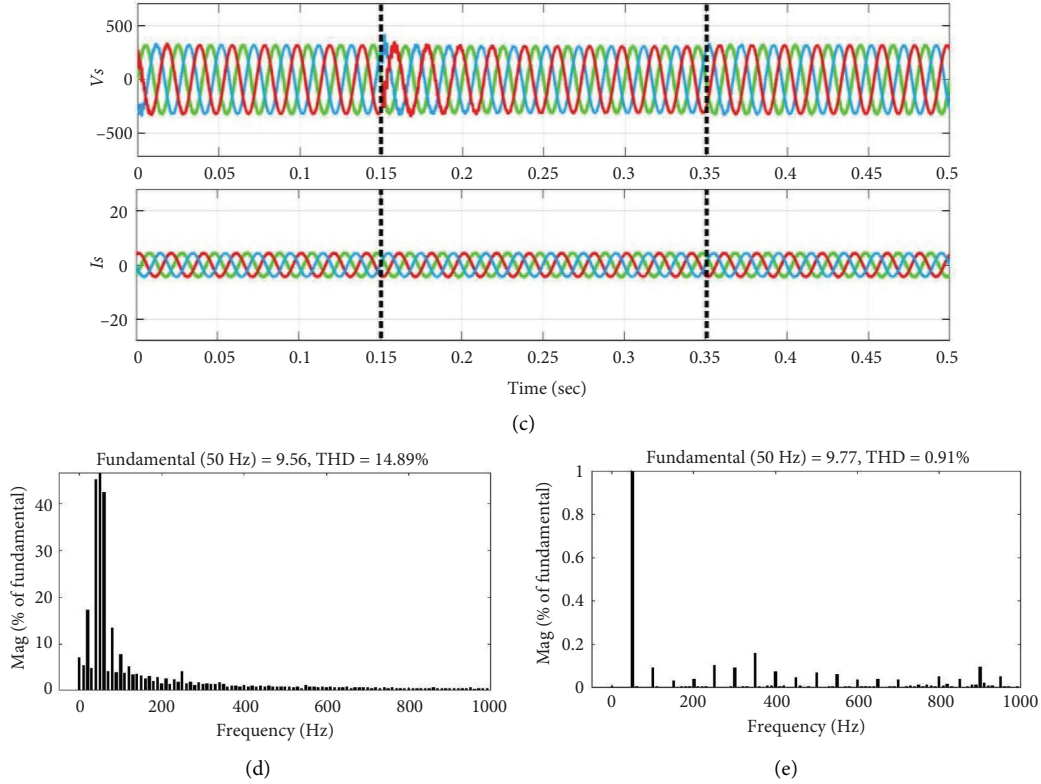 500
0
−500
Vs
0 0.05 0.1 0.15 0.2 0.25 0.3 0.35 0.4 0.45 0.5
20
0
−20
Is
0 0.05 0.1 0.15 0.2 0.25 0.3 0.35 0.4 0.45 0.5
Time (sec)
(c)
Fundamental (50 Hz) = 9.56, THD = 14.89%
40
30
20
10
0
Mag (% of fundamental)
0 200 400 600 800 1000
Frequency (Hz)
(d)
Fundamental (50 Hz) = 9.77, THD = 0.91%
1
0.8
0.6
0.4
0.2
0
Mag (% of fundamental)
0 200 400 600 800 1000
Frequency (Hz)
(e)